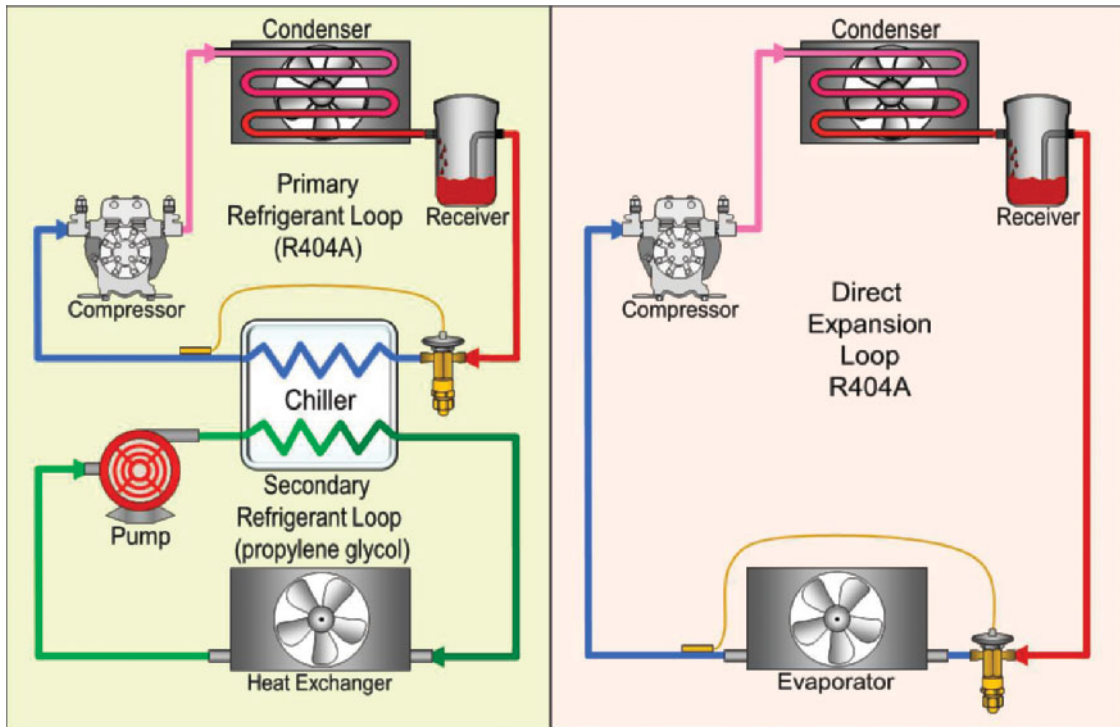 Condenser
Primary
Refrigerant Loop
(R404A)
Receiver
Compressor
Chiller
Secondary
Refrigerant Loop
(propylene glycol)
Pump
Heat Exchanger
Condenser
Receiver
Compressor
Direct
Expansion
Loop
R404A
Evaporator